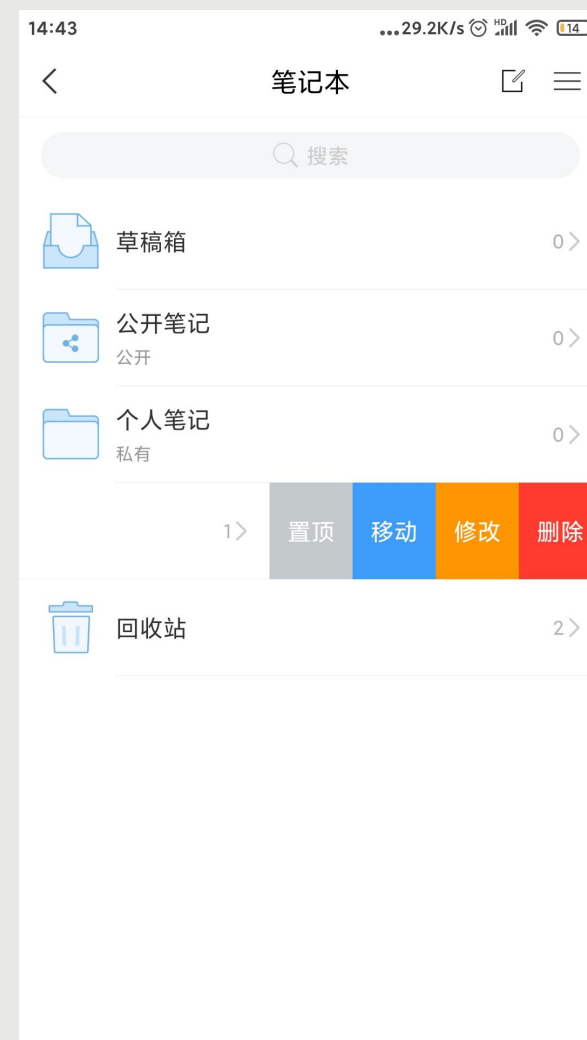 14:43
...29.2K/s HD 14
笔记本
搜索
草稿箱
0
公开笔记
公开
0
个人笔记
私有
0
1 置顶 移动 修改 删除
回收站
2